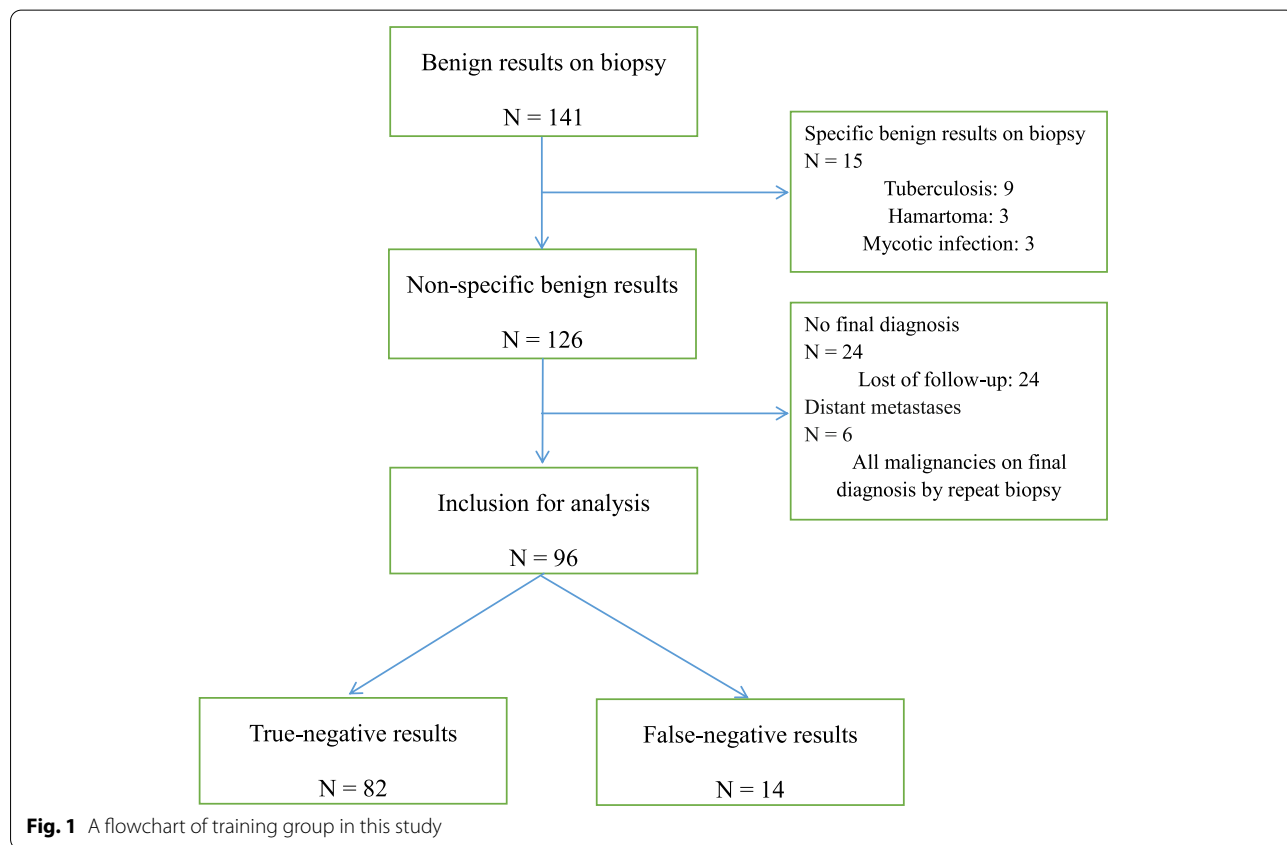 Benign results on biopsy
N = 141
Specific benign results on biopsy
N = 15
Tuberculosis: 9
Hamartoma: 3
Mycotic infection: 3
Non-specific benign results
N = 126
No final diagnosis
N = 24
Lost of follow-up: 24
Distant metastases
N = 6
All malignancies on final
diagnosis by repeat biopsy
Inclusion for analysis
N = 96
True-negative results
N = 82
False-negative results
N = 14
Fig. 1 A flowchart of training group in this study